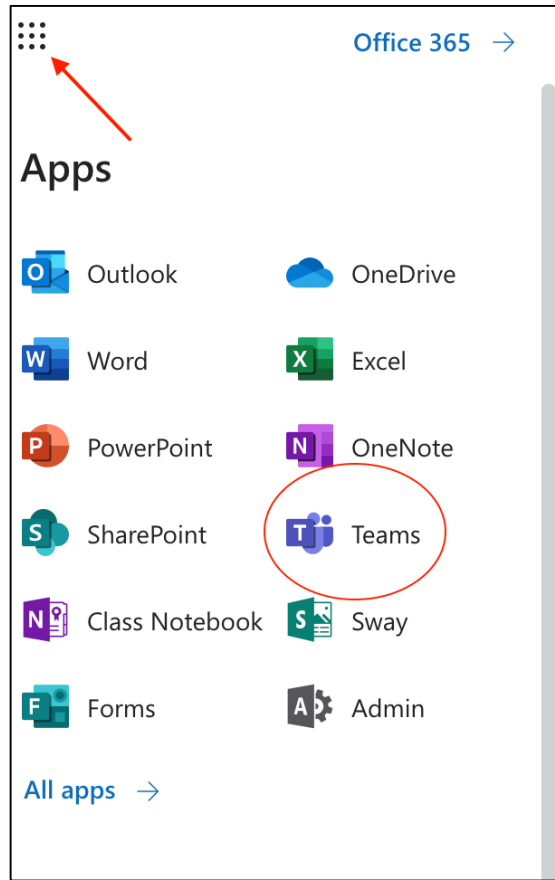 Office 365 →
Apps
O Outlook
OneDrive
W Word
X Excel
P PowerPoint
N OneNote
S SharePoint
T Teams
N Class Notebook
S Sway
F Forms
A Admin
All apps →